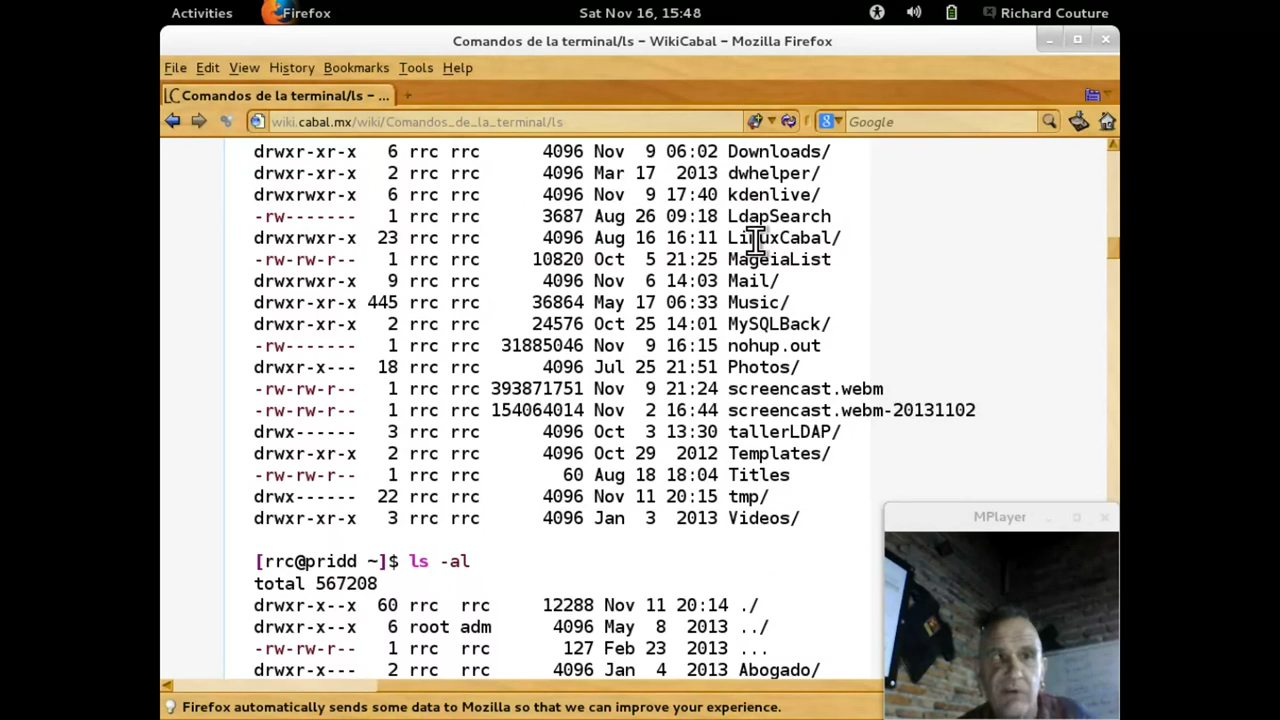 Activities Firefox Sat Nov 16, 15:48 Richard Couture
Comandos de la terminal/ls – WikiCabal – Mozilla Firefox
File Edit View History Bookmarks Tools Help
Comandos de la terminal/ls – ...
wiki.cabal.mx/wiki/Comandos_de_la_terminal/ls Google
drwxr-xr-x 6 rrc rrc 4096 Nov 9 06:02 Downloads/
drwxr-xr-x 2 rrc rrc 4096 Mar 17 2013 dwhelper/
drwxrwxr-x 6 rrc rrc 4096 Nov 9 17:40 kdenlive/
-rw------- 1 rrc rrc 3687 Aug 26 09:18 LdapSearch
drwxrwxr-x 23 rrc rrc 4096 Aug 16 16:11 LinuxCabal/
-rw-rw-r-- 1 rrc rrc 10820 Oct 5 21:25 MageiaList
drwxrwxr-x 9 rrc rrc 4096 Nov 6 14:03 Mail/
drwxr-xr-x 445 rrc rrc 36864 May 17 06:33 Music/
drwxr-xr-x 2 rrc rrc 24576 Oct 25 14:01 MySQLBack/
-rw------- 1 rrc rrc 31885046 Nov 9 16:15 nohup.out
drwxr-x--x 18 rrc rrc 4096 Jul 25 21:51 Photos/
-rw-rw-r-- 1 rrc rrc 393871751 Nov 9 21:24 screencast.webm
-rw-rw-r-- 1 rrc rrc 154064014 Nov 2 16:44 screencast.webm-20131102
drwx------ 3 rrc rrc 4096 Oct 3 13:30 tallerLDAP/
drwxr-xr-x 2 rrc rrc 4096 Oct 29 2012 Templates/
-rw-rw-r-- 1 rrc rrc 60 Aug 18 18:04 Titles
drwx------ 22 rrc rrc 4096 Nov 11 20:15 tmp/
drwxr-xr-x 3 rrc rrc 4096 Jan 3 2013 Videos/
[rrc@pridd ~]$ ls -al
total 567208
drwxr-x--x 60 rrc rrc 12288 Nov 11 20:14 ./
drwxr-x--x 6 root adm 4096 May 8 2013 ../
-rw-rw-r-- 1 rrc rrc 127 Feb 23 2013 ...
drwxr-x--x 2 rrc rrc 4096 Jan 4 2013 Abogado/
MPlayer
Firefox automatically sends some data to Mozilla so that we can improve your experience.